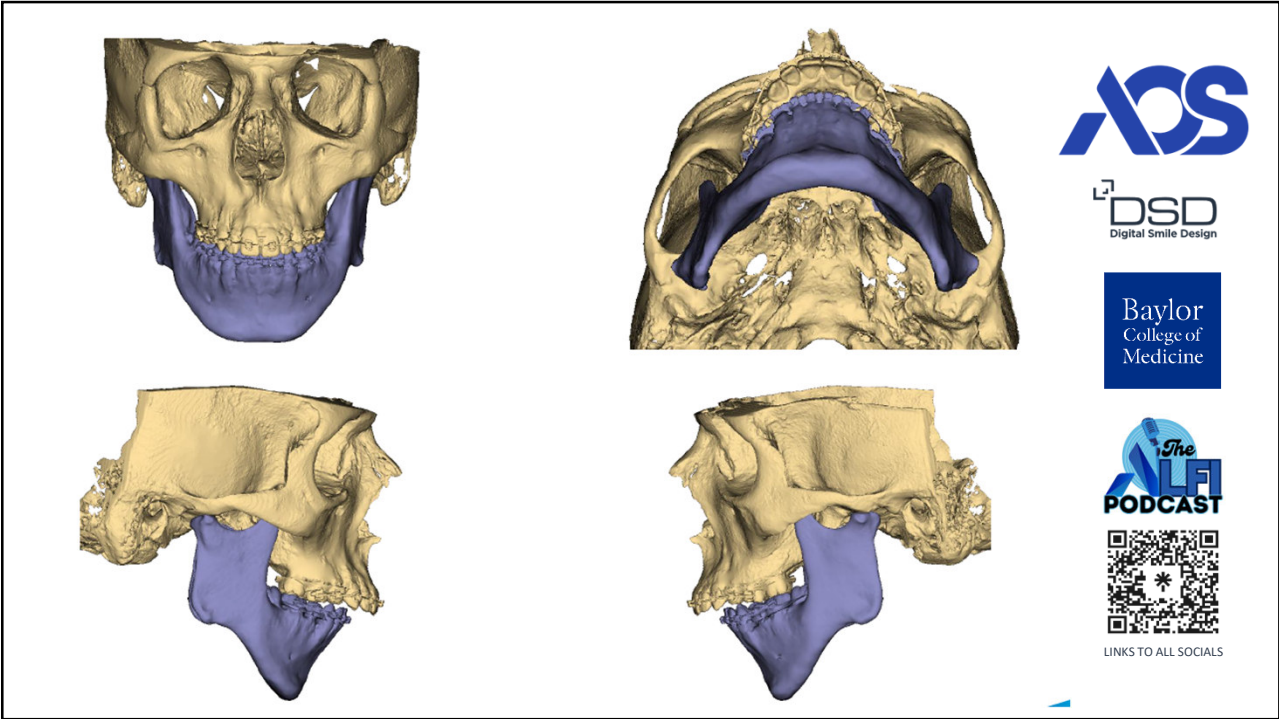 AOS
DSD
Digital Smile Design
Baylor
College of
Medicine
The
ALFI
PODCAST
LINKS TO ALL SOCIALS